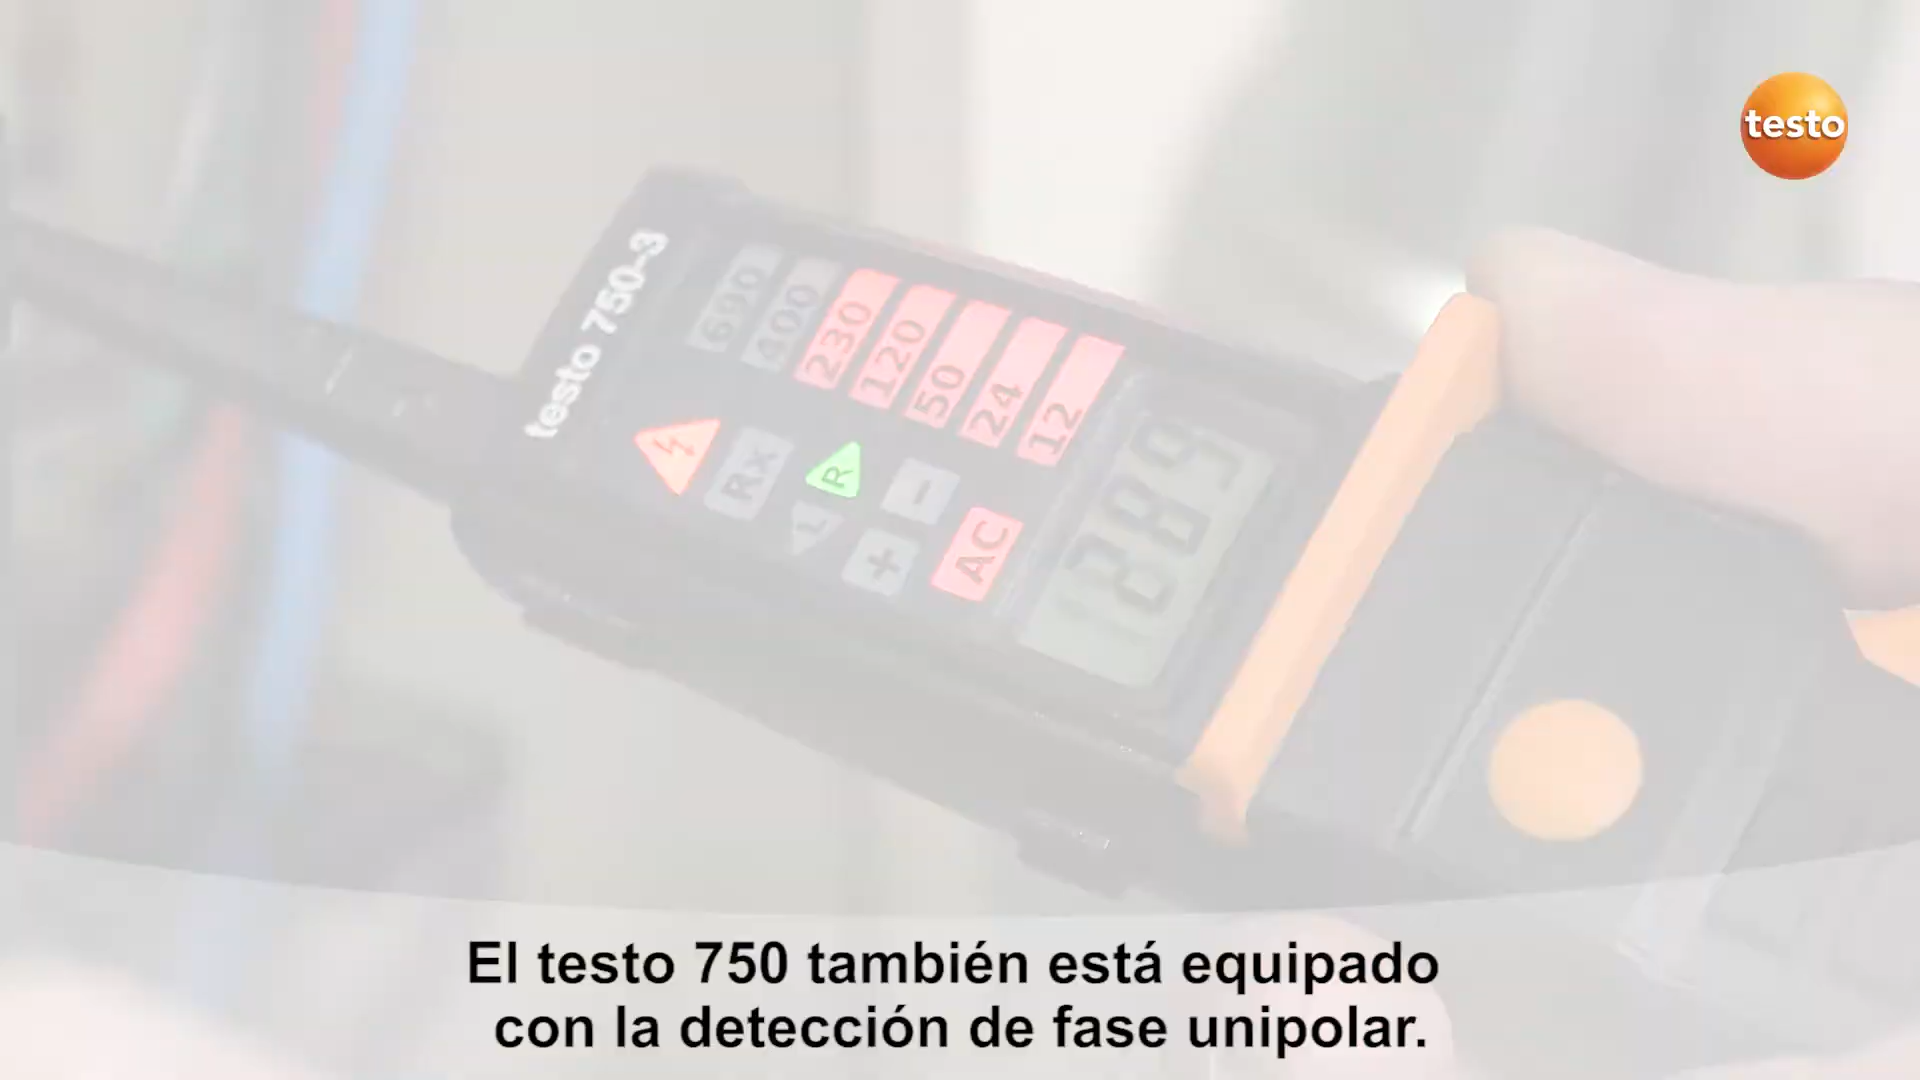 testo
testo 750-3
690
400
230
120
50
24
12
Rx
R
L
-
+
AC
El testo 750 también está equipado
con la detección de fase unipolar.